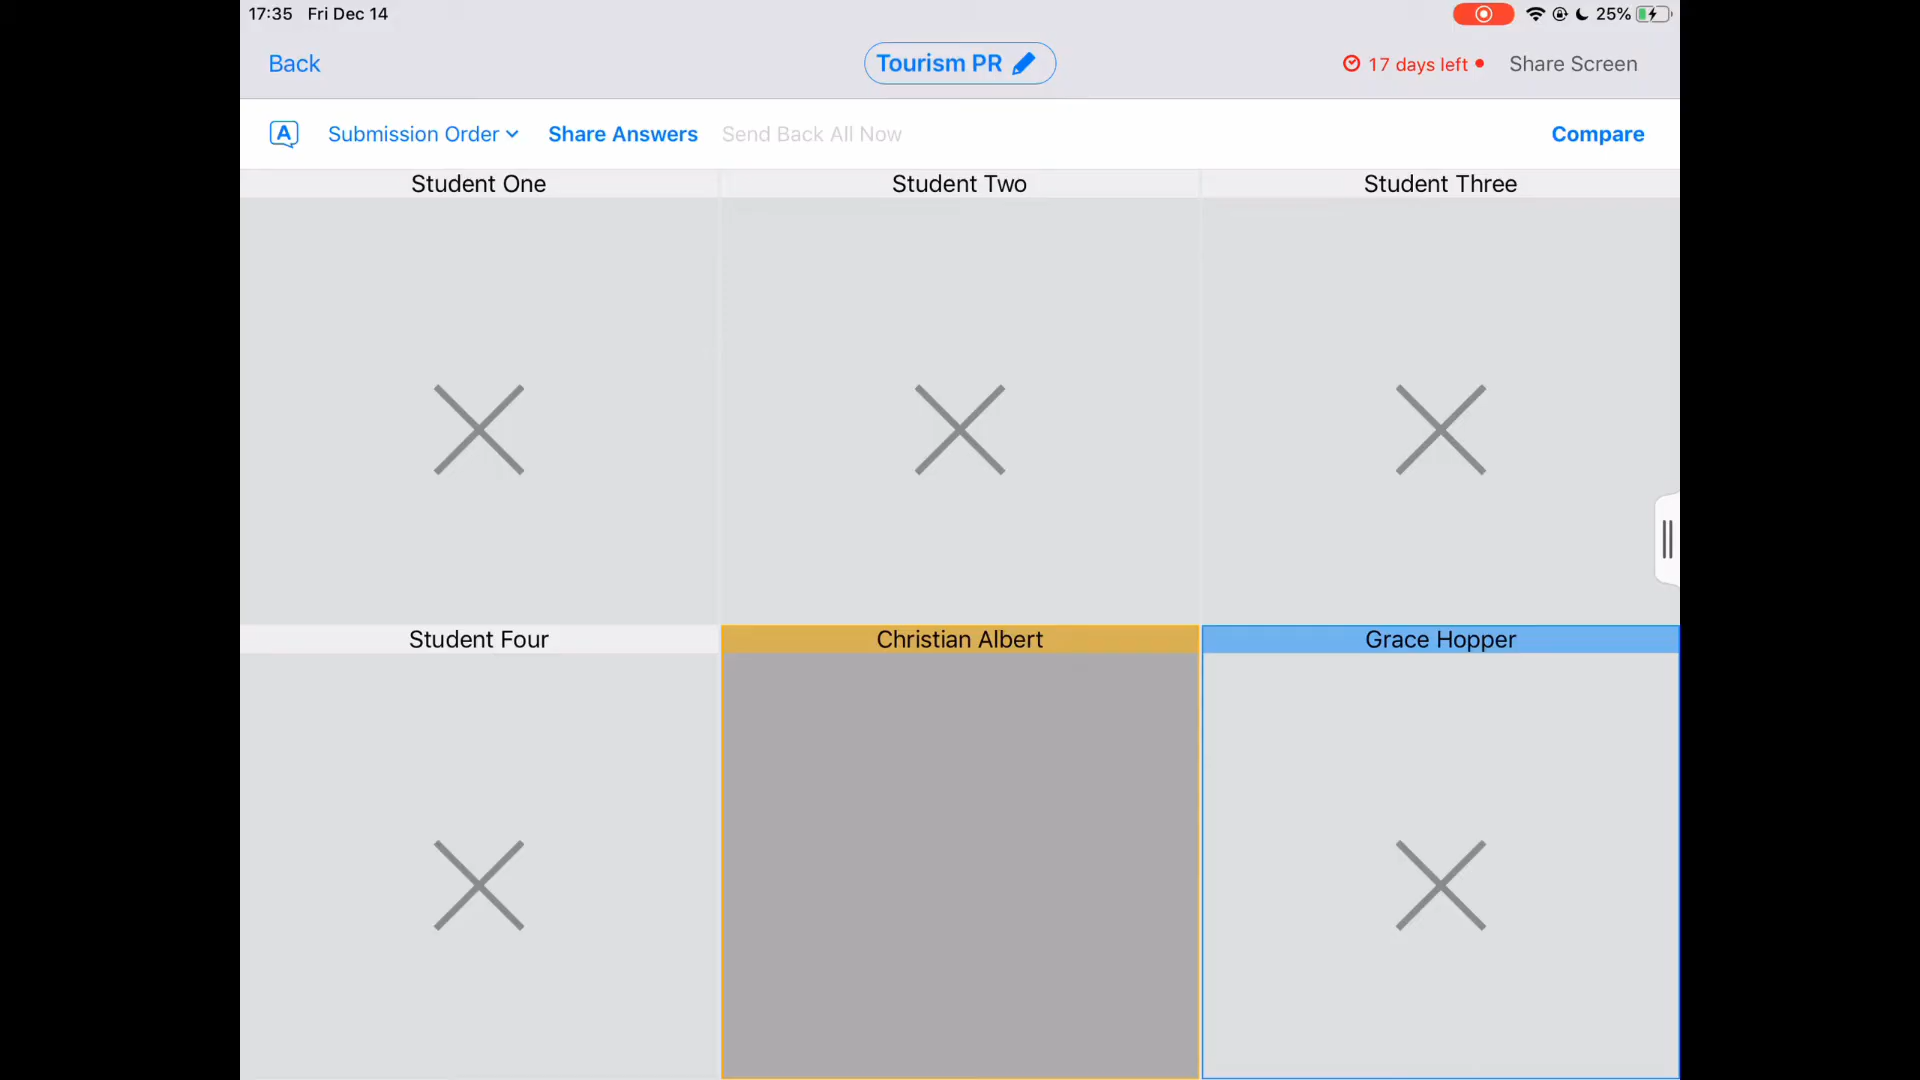 17:35 Fri Dec 14 25%
Back Tourism PR 17 days left Share Screen
A Submission Order Share Answers Send Back All Now Compare
Student One Student Two Student Three
Student Four Christian Albert Grace Hopper